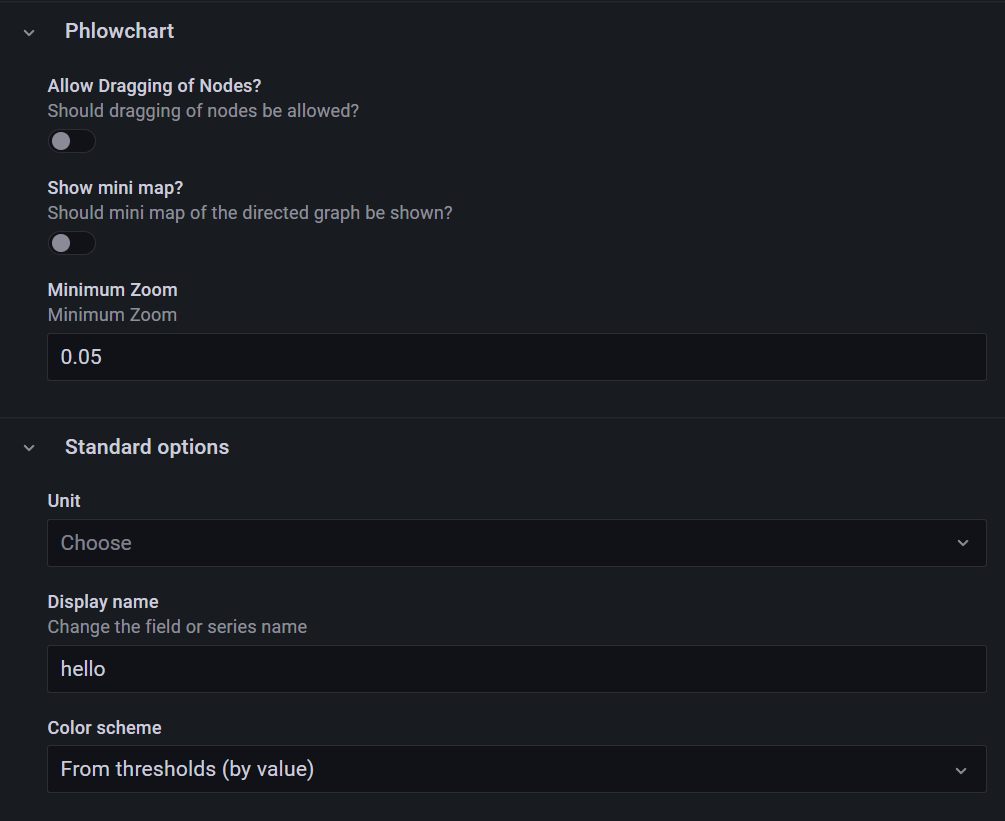 Phlowchart
Allow Dragging of Nodes?
Should dragging of nodes be allowed?
Show mini map?
Should mini map of the directed graph be shown?
Minimum Zoom
Minimum Zoom
0.05
Standard options
Unit
Choose
Display name
Change the field or series name
hello
Color scheme
From thresholds (by value)